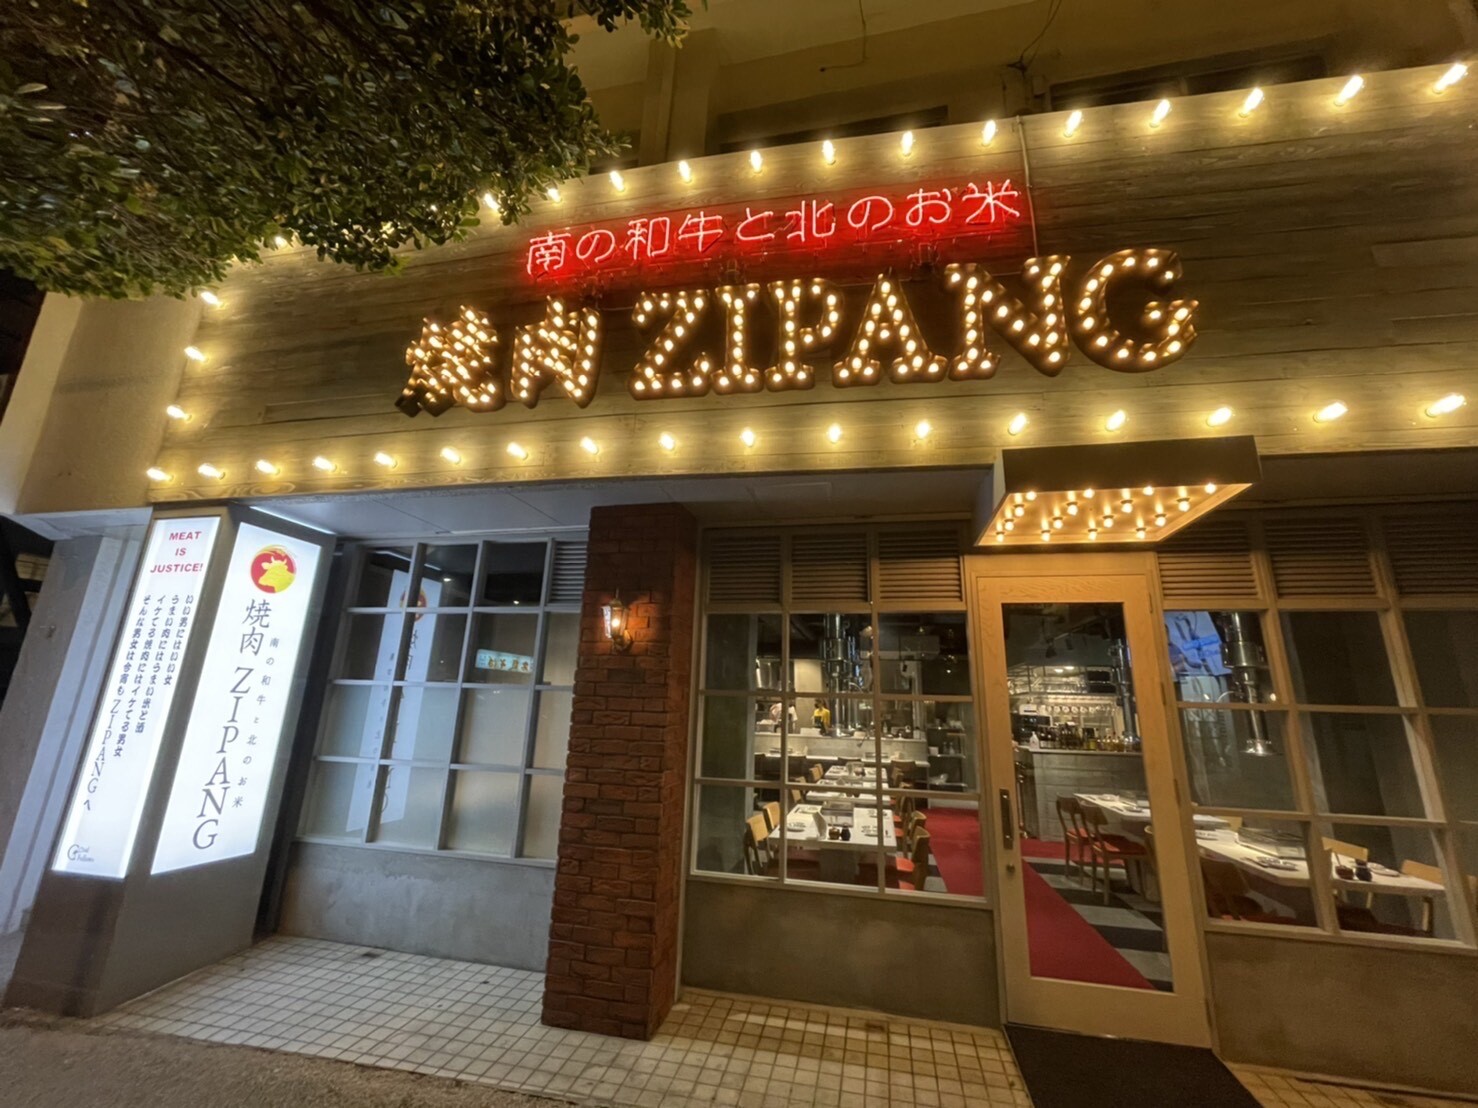 南の和牛と北のお米
焼肉 ZIPANG
MEAT
IS
JUSTICE!
いい男にはいい女
うまい肉にはうまい米と酒
イケてる焼肉にはイケてる男女
そんな男女は今宵も ZIPANGへ
焼肉 ZIPANG
南の和牛と北のお米